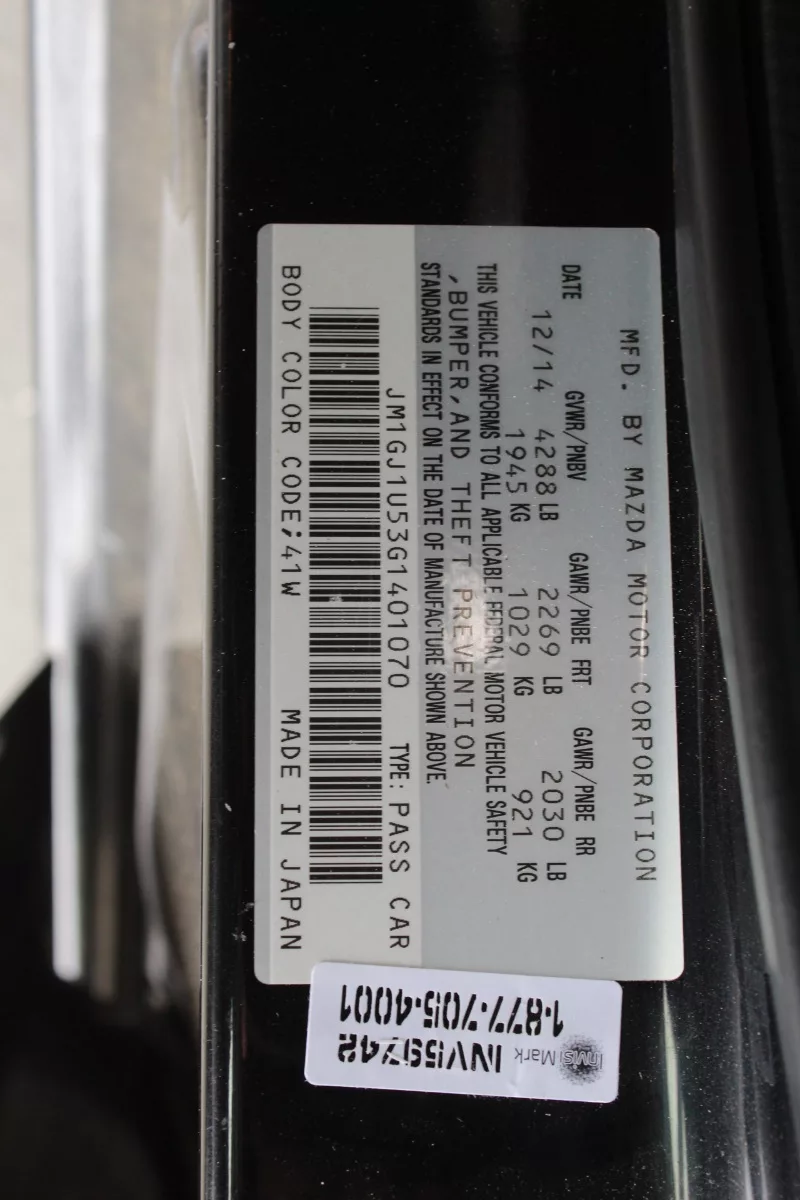 MFD. BY MAZDA MOTOR CORPORATION
DATE GVWR/PNBV GAWR/PNBE FRT GAWR/PNBE RR
12/14 4288 LB 2269 LB 2030 LB
1945 KG 1029 KG 921 KG
THIS VEHICLE CONFORMS TO ALL APPLICABLE FEDERAL MOTOR VEHICLE SAFETY
,BUMPER,AND THEFT PREVENTION
STANDARDS IN EFFECT ON THE DATE OF MANUFACTURE SHOWN ABOVE.
JM1GJ1U53G1401070 TYPE: PASS CAR
BODY COLOR CODE;41W MADE IN JAPAN
InMSI Mark INV59742
1-877-705-4001